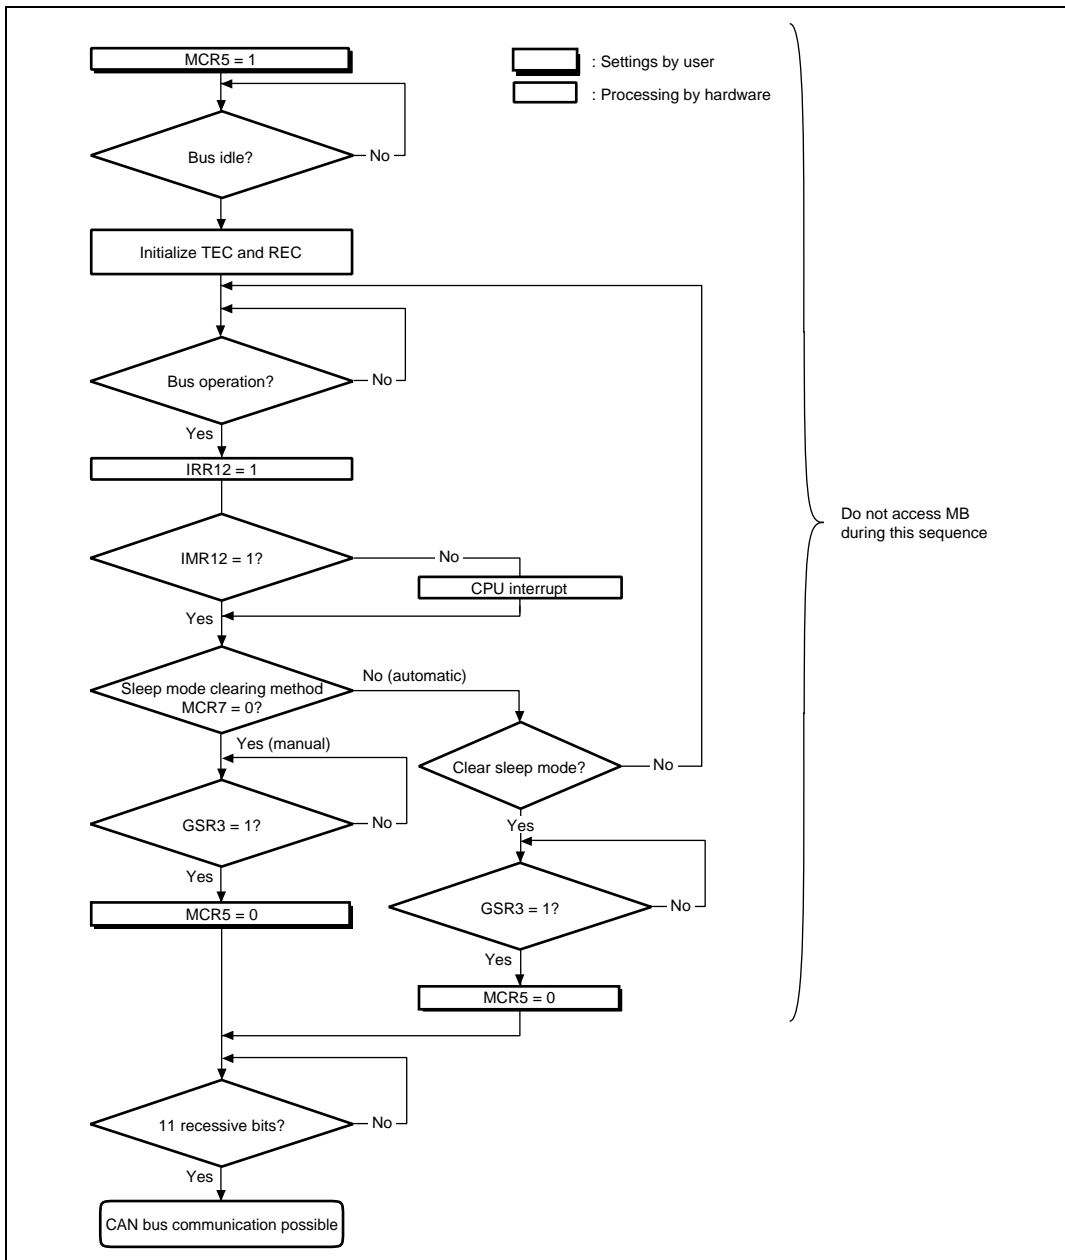 MCR5 = 1
: Settings by user
: Processing by hardware
Bus idle?
No
Initialize TEC and REC
Bus operation?
No
Yes
IRR12 = 1
IMR12 = 1?
No
CPU interrupt
Yes
Do not access MB
during this sequence
Sleep mode clearing method
MCR7 = 0?
No (automatic)
Yes (manual)
Clear sleep mode?
No
GSR3 = 1?
No
Yes
Yes
MCR5 = 0
GSR3 = 1?
No
Yes
MCR5 = 0
11 recessive bits?
No
Yes
CAN bus communication possible